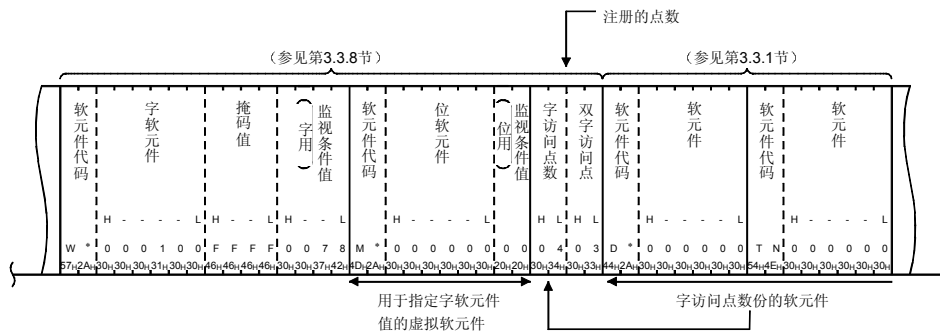 注册的点数
（参见第3.3.8节）
（参见第3.3.1节）
软元件代码
字软元件
掩码值
监视条件值
（字用）
软元件代码
位软元件
监视条件值
（位用）
字访问点数
双字访问点
软元件代码
软元件
软元件代码
软元件
H - - - - L H - - L H - - L H - - - - L H L H L H - - - - L H - - - - L
W * 0 0 0 1 0 0 F F F F 0 0 7 8 M * 0 0 0 0 0 0 0 0 0 4 0 3 D * 0 0 0 0 0 0 T N 0 0 0 0 0 0
57H 2AH 30H 30H 30H 31H 30H 30H 46H 46H 46H 46H 30H 30H 37H 42H 4DH 2AH 30H 30H 30H 30H 30H 30H 20H 20H 30H 34H 30H 33H 44H 2AH 30H 30H 30H 30H 30H 30H 54H 4EH 30H 30H 30H 30H 30H 30H
用于指定字软元件
值的虚拟软元件
字访问点数份的软元件